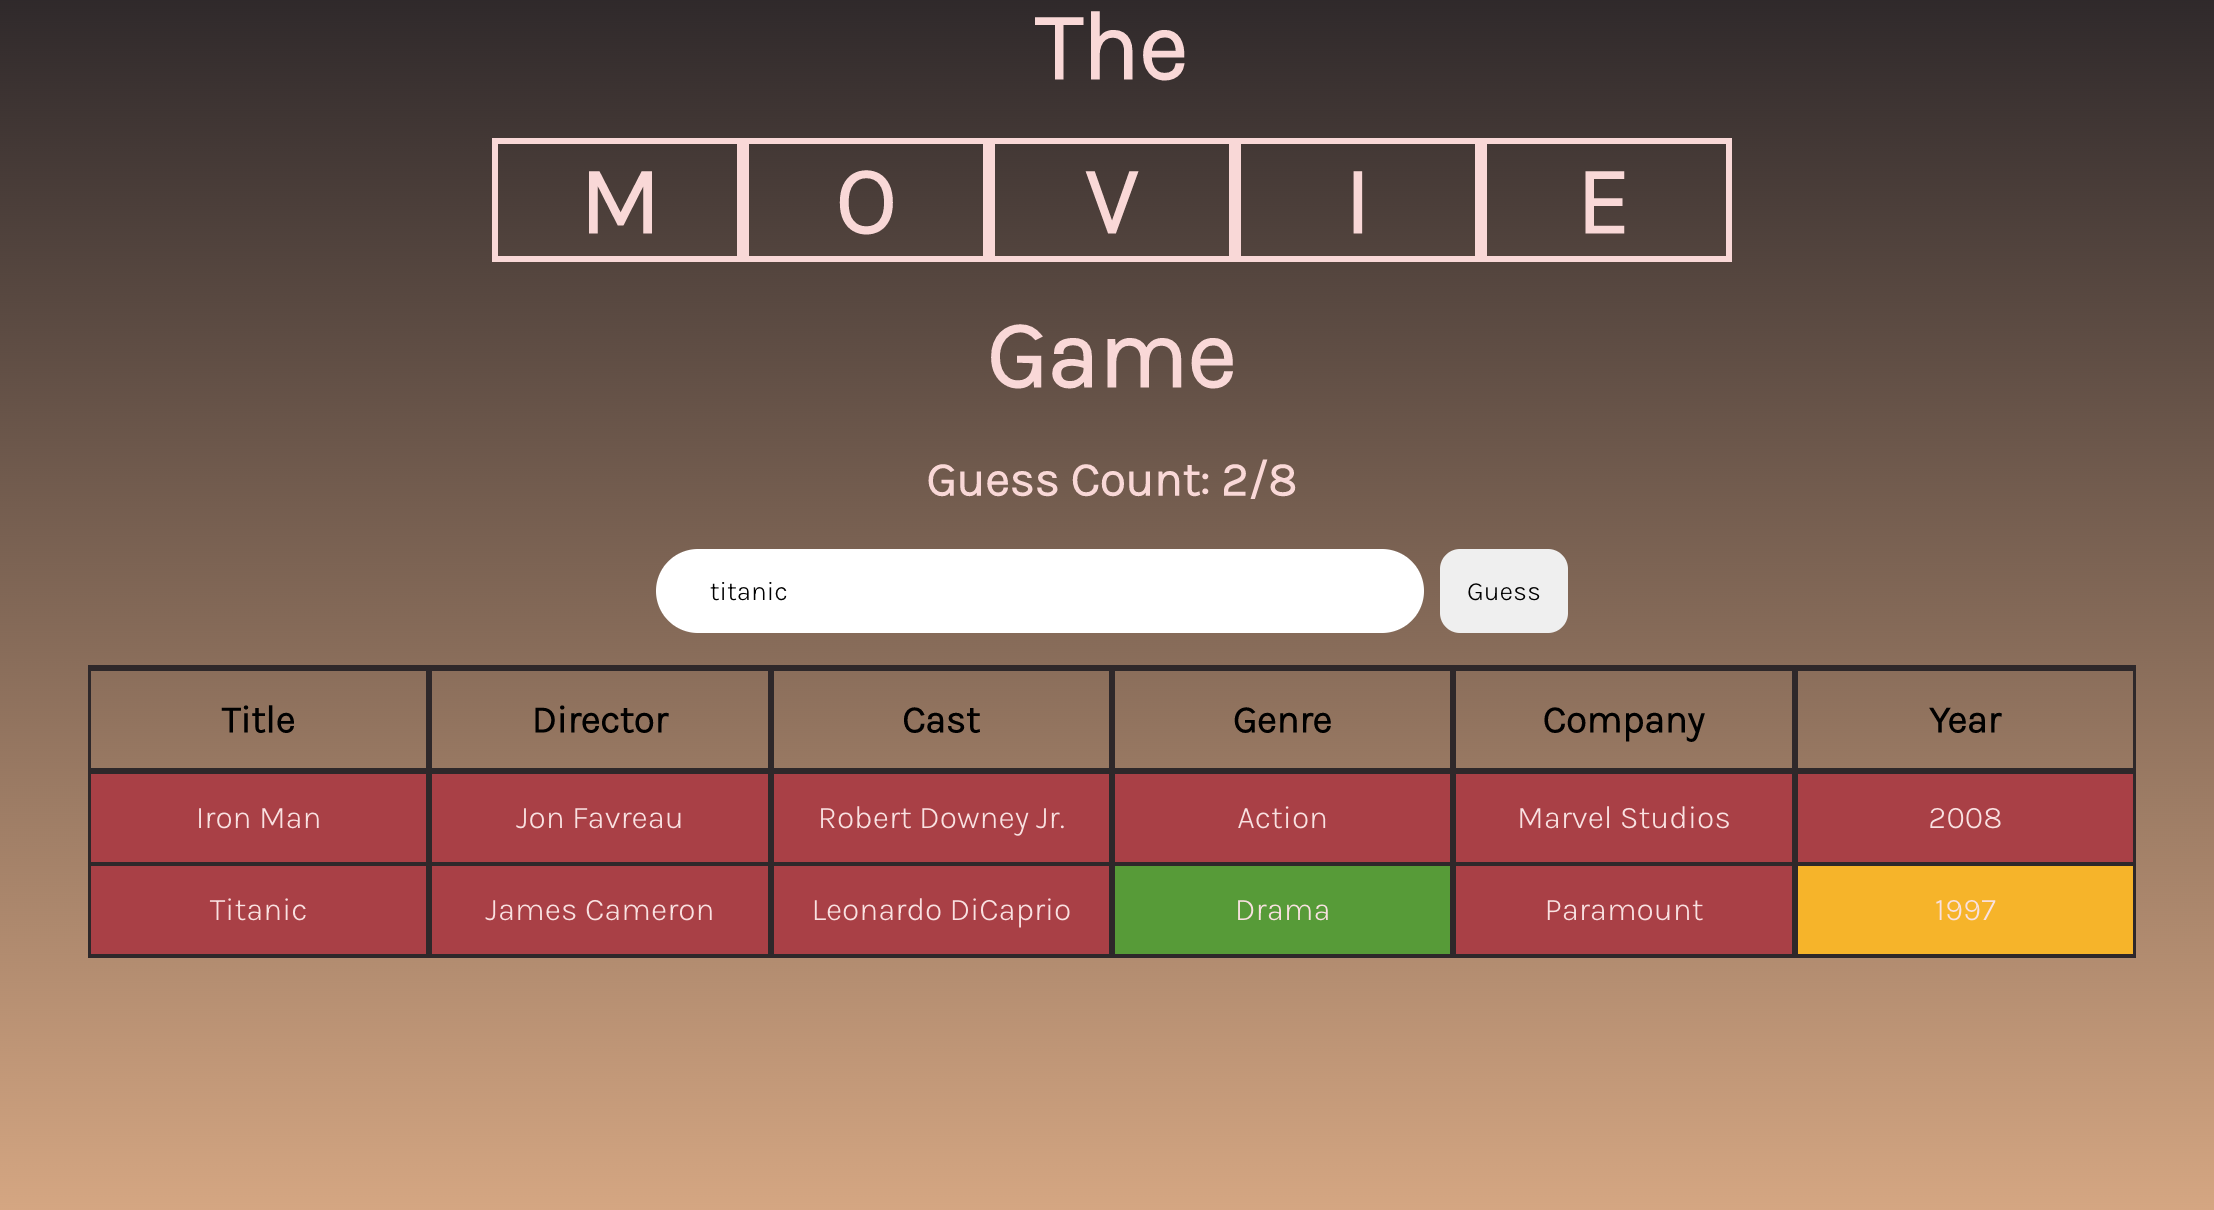 The
M O V I E
Game
Guess Count: 2/8
titanic Guess
Title Director Cast Genre Company Year
Iron Man Jon Favreau Robert Downey Jr. Action Marvel Studios 2008
Titanic James Cameron Leonardo DiCaprio Drama Paramount 1997